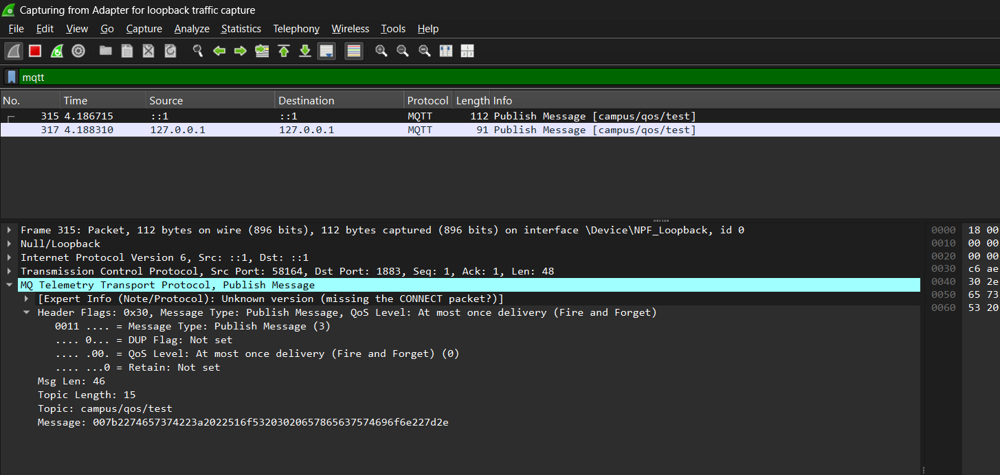 Capturing from Adapter for loopback traffic capture
File Edit View Go Capture Analyze Statistics Telephony Wireless Tools Help
mqtt
No. Time Source Destination Protocol Length Info
315 4.186715 ::1 ::1 MQTT 112 Publish Message [campus/qos/test]
317 4.188310 127.0.0.1 127.0.0.1 MQTT 91 Publish Message [campus/qos/test]
Frame 315: Packet, 112 bytes on wire (896 bits), 112 bytes captured (896 bits) on interface \Device\NPF_Loopback, id 0
Null/Loopback
Internet Protocol Version 6, Src: ::1, Dst: ::1
Transmission Control Protocol, Src Port: 58164, Dst Port: 1883, Seq: 1, Ack: 1, Len: 48
MQ Telemetry Transport Protocol, Publish Message
[Expert Info (Note/Protocol): Unknown version (missing the CONNECT packet?)]
Header Flags: 0x30, Message Type: Publish Message, QoS Level: At most once delivery (Fire and Forget)
0011 .... = Message Type: Publish Message (3)
.... 0... = DUP Flag: Not set
.... .00. = QoS Level: At most once delivery (Fire and Forget) (0)
.... ...0 = Retain: Not set
Msg Len: 46
Topic Length: 15
Topic: campus/qos/test
Message: 007b2274657374223a2022516f53203020657865637574696f6e227d2e
0000 18 00
0010 00 00
0020 00 00
0030 c6 ae
0040 30 2e
0050 65 73
0060 53 20